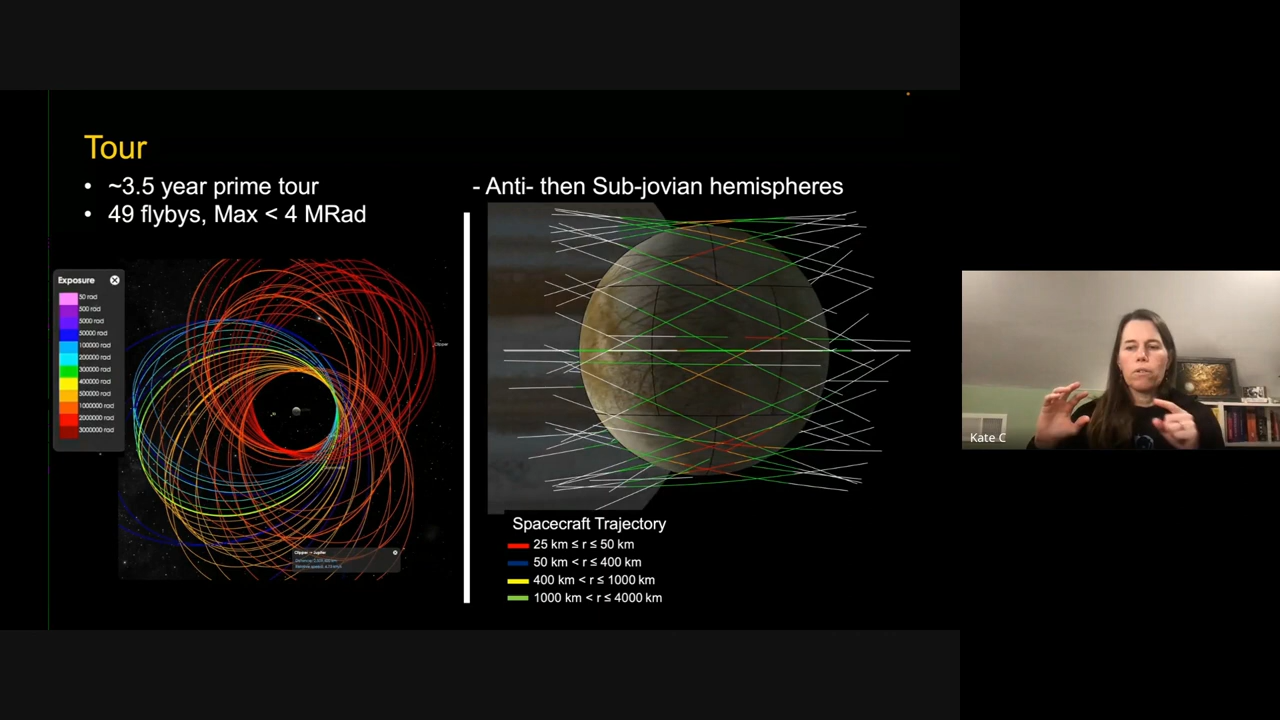 Tour
• ~3.5 year prime tour
• 49 flybys, Max < 4 MRad
- Anti- then Sub-jovian hemispheres
Exposure
50 rad
500 rad
5000 rad
50000 rad
100000 rad
200000 rad
300000 rad
400000 rad
500000 rad
1000000 rad
2000000 rad
3000000 rad
Clipper
Clipper → Jupiter
Spacecraft Trajectory
25 km ≤ r ≤ 50 km
50 km < r ≤ 400 km
400 km < r ≤ 1000 km
1000 km < r ≤ 4000 km
Kate C